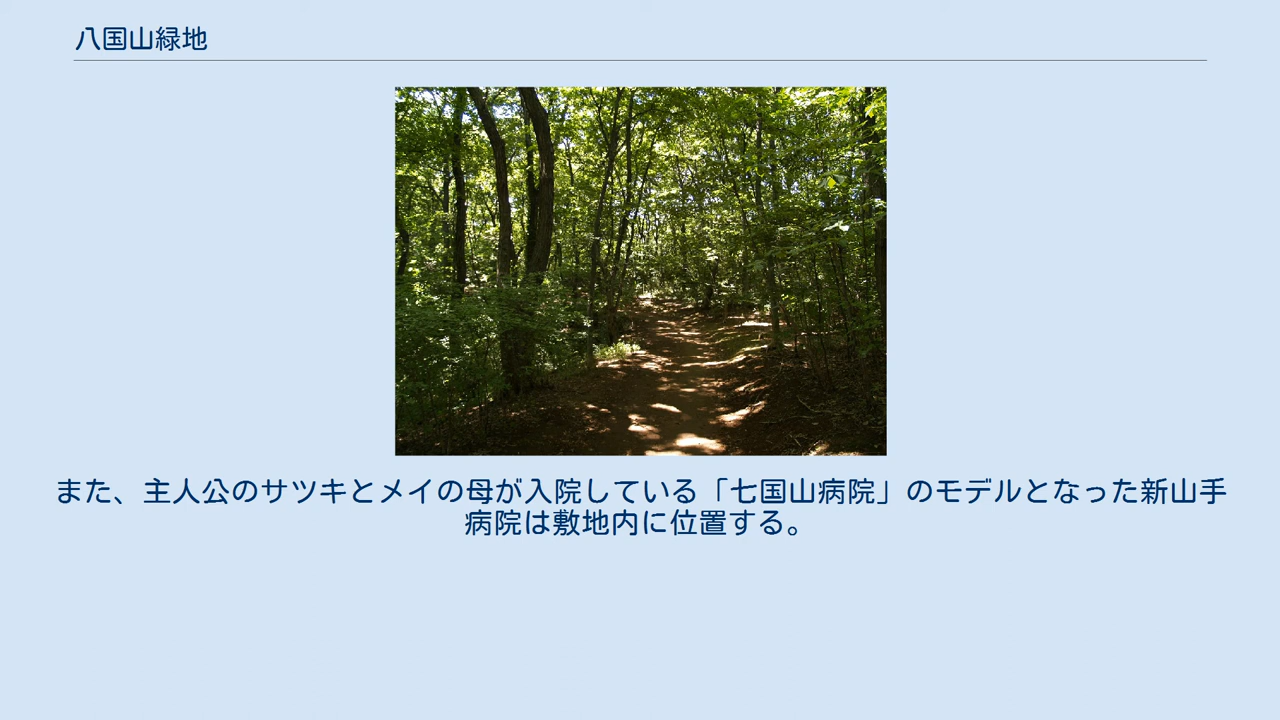 八国山緑地
また、主人公のサツキとメイの母が入院している「七国山病院」のモデルとなった新山手
病院は敷地内に位置する。